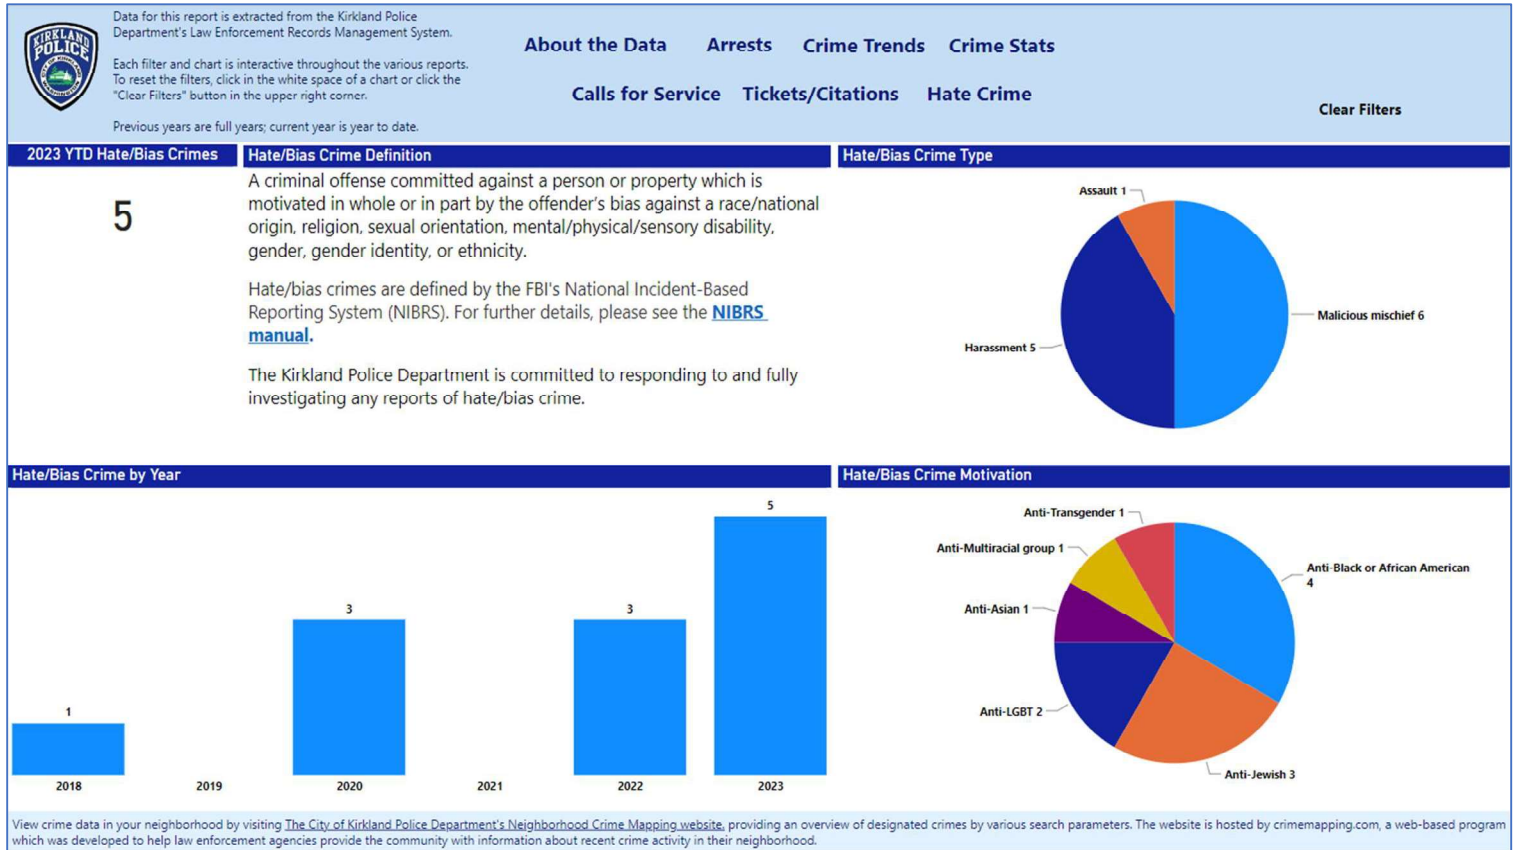 KIRKLAND
POLICE
CITY OF KIRKLAND
WASHINGTON
Data for this report is extracted from the Kirkland Police
Department's Law Enforcement Records Management System.
Each filter and chart is interactive throughout the various reports.
To reset the filters, click in the white space of a chart or click the
"Clear Filters" button in the upper right corner.
Previous years are full years; current year is year to date.
About the Data Arrests Crime Trends Crime Stats
Calls for Service Tickets/Citations Hate Crime
Clear Filters
2023 YTD Hate/Bias Crimes
5
Hate/Bias Crime Definition
A criminal offense committed against a person or property which is
motivated in whole or in part by the offender's bias against a race/national
origin, religion, sexual orientation, mental/physical/sensory disability,
gender, gender identity, or ethnicity.
Hate/bias crimes are defined by the FBI's National Incident-Based
Reporting System (NIBRS). For further details, please see the NIBRS
manual.
The Kirkland Police Department is committed to responding to and fully
investigating any reports of hate/bias crime.
Hate/Bias Crime Type
Assault 1
Malicious mischief 6
Harassment 5
Hate/Bias Crime by Year
5
3
3
1
2018 2019 2020 2021 2022 2023
Hate/Bias Crime Motivation
Anti-Transgender 1
Anti-Multiracial group 1
Anti-Black or African American
4
Anti-Asian 1
Anti-LGBT 2
Anti-Jewish 3
View crime data in your neighborhood by visiting The City of Kirkland Police Department's Neighborhood Crime Mapping website, providing an overview of designated crimes by various search parameters. The website is hosted by crimemapping.com, a web-based program
which was developed to help law enforcement agencies provide the community with information about recent crime activity in their neighborhood.